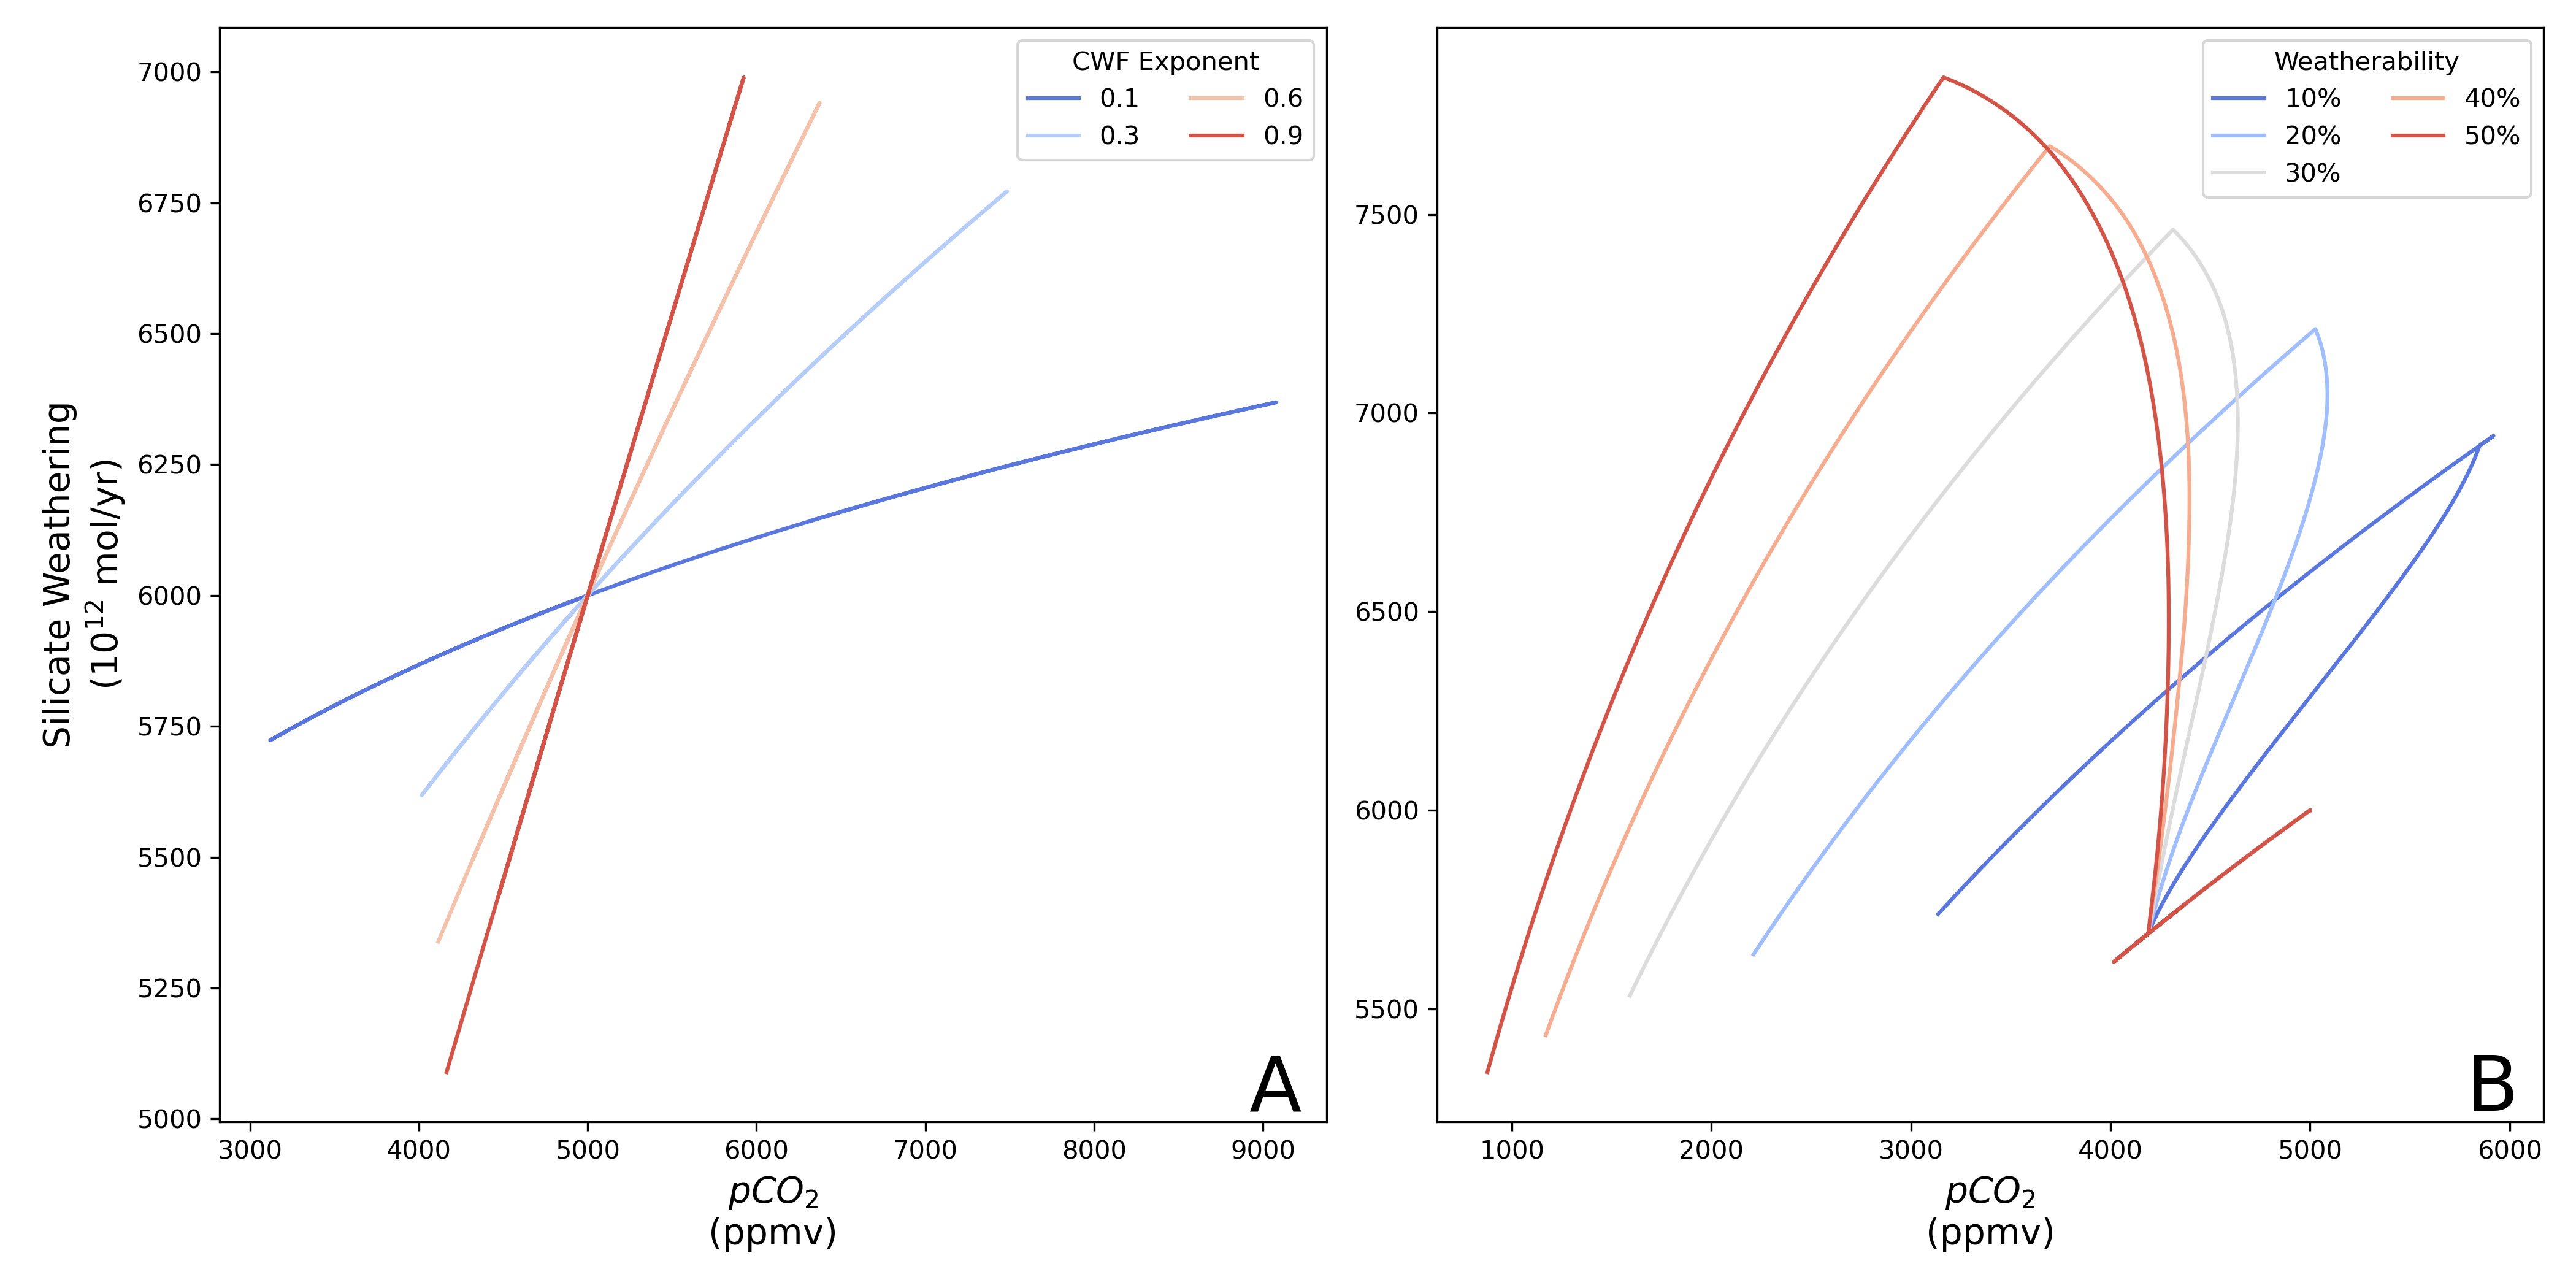 Silicate Weathering
(10¹² mol/yr)
7000
6750
6500
6250
6000
5750
5500
5250
5000
3000 4000 5000 6000 7000 8000 9000
pCO₂
(ppmv)
CWF Exponent
0.1 0.6
0.3 0.9
A
7500
7000
6500
6000
5500
1000 2000 3000 4000 5000 6000
pCO₂
(ppmv)
Weatherability
10% 40%
20% 50%
30%
B